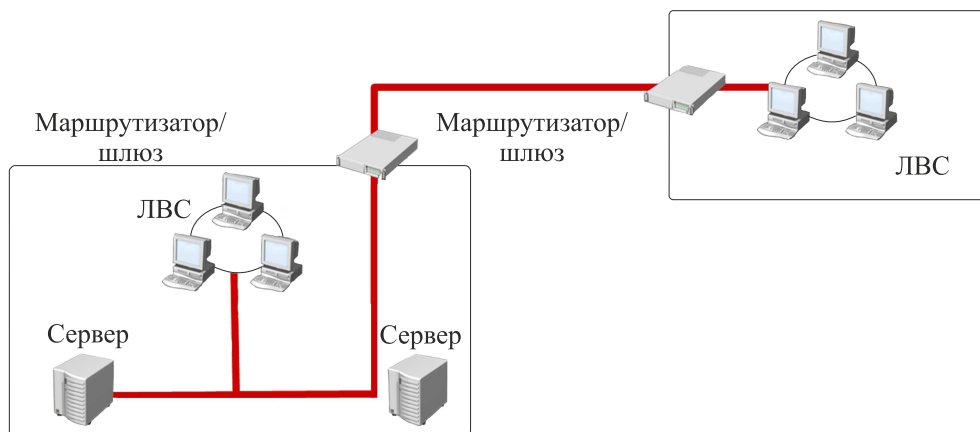 Маршрутизатор/
шлюз
Маршрутизатор/
шлюз
ЛВС
ЛВС
Сервер
Сервер